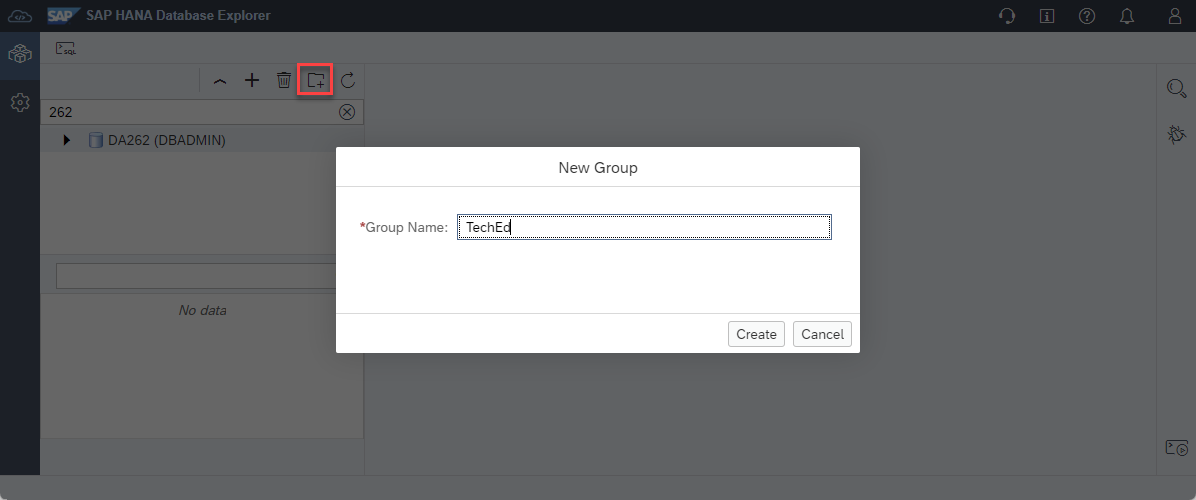 SAP SAP HANA Database Explorer
SQL
262
DA262 (DBADMIN)
New Group
*Group Name: TechEd
No data
Create Cancel